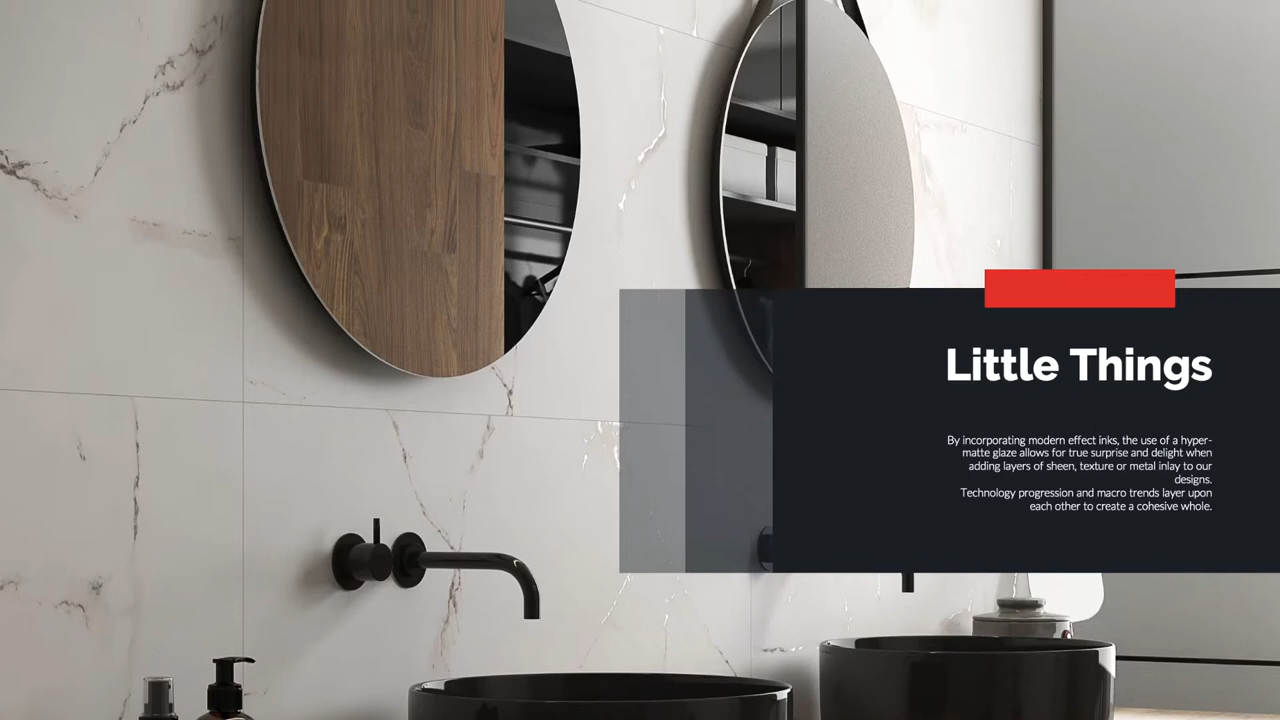 Little Things
By incorporating modern effect inks, the use of a hyper-
matte glaze allows for true surprise and delight when
adding layers of sheen, texture or metal inlay to our
designs.
Technology progression and macro trends layer upon
each other to create a cohesive whole.